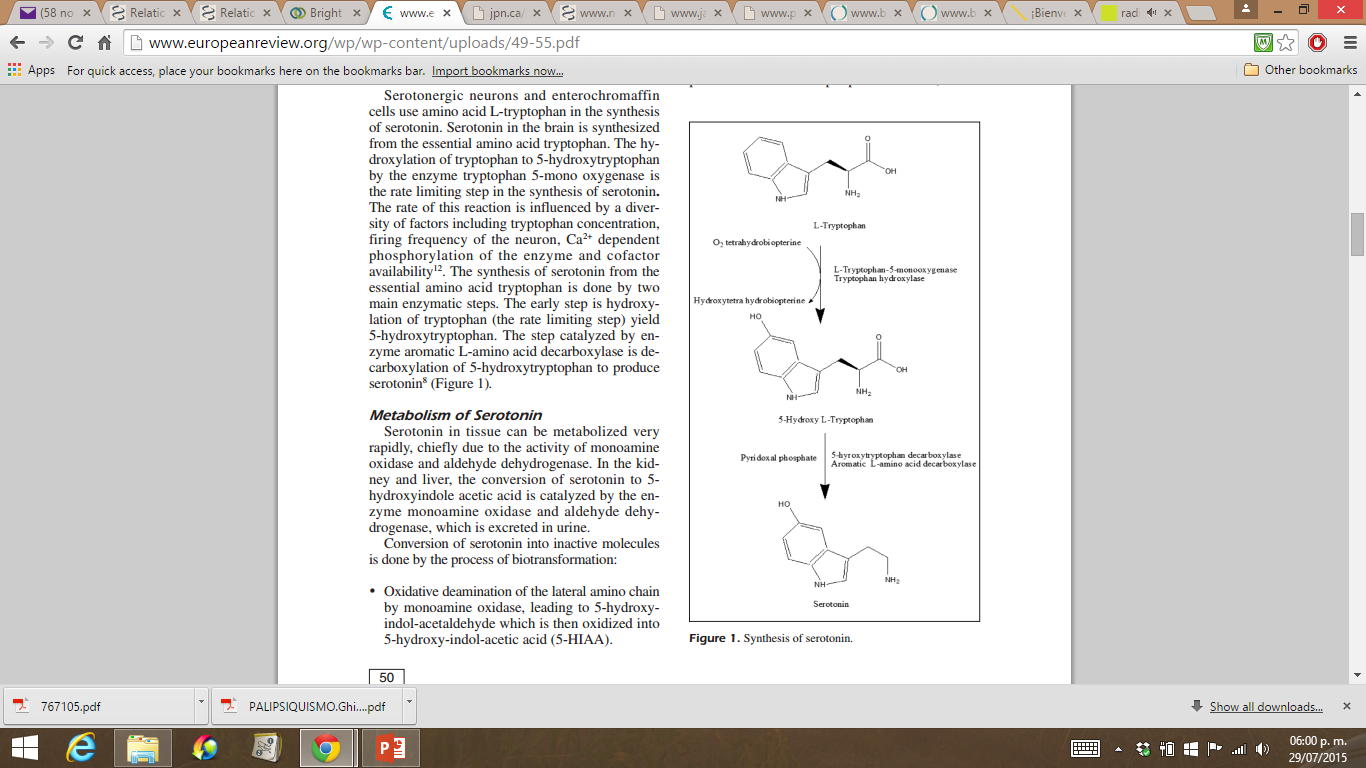 (58 no
Relatic
Relatic
Bright
www.e
jpn.ca/
www.n
www.ja
www.p
www.b
www.b
¡Bienv
radi
www.europeanreview.org/wp/wp-content/uploads/49-55.pdf
Apps
For quick access, place your bookmarks here on the bookmarks bar. Import bookmarks now...
Other bookmarks
Serotonergic neurons and enterochromaffin
cells use amino acid L-tryptophan in the synthesis
of serotonin. Serotonin in the brain is synthesized
from the essential amino acid tryptophan. The hy-
droxylation of tryptophan to 5-hydroxytryptophan
by the enzyme tryptophan 5-mono oxygenase is
the rate limiting step in the synthesis of serotonin.
The rate of this reaction is influenced by a diver-
sity of factors including tryptophan concentration,
firing frequency of the neuron, Ca2+ dependent
phosphorylation of the enzyme and cofactor
availability12. The synthesis of serotonin from the
essential amino acid tryptophan is done by two
main enzymatic steps. The early step is hydroxy-
lation of tryptophan (the rate limiting step) yield
5-hydroxytryptophan. The step catalyzed by en-
zyme aromatic L-amino acid decarboxylase is de-
carboxylation of 5-hydroxytryptophan to produce
serotonin8 (Figure 1).
Metabolism of Serotonin
Serotonin in tissue can be metabolized very
rapidly, chiefly due to the activity of monoamine
oxidase and aldehyde dehydrogenase. In the kid-
ney and liver, the conversion of serotonin to 5-
hydroxyindole acetic acid is catalyzed by the en-
zyme monoamine oxidase and aldehyde dehy-
drogenase, which is excreted in urine.
Conversion of serotonin into inactive molecules
is done by the process of biotransformation:
• Oxidative deamination of the lateral amino chain
by monoamine oxidase, leading to 5-hydroxy-
indol-acetaldehyde which is then oxidized into
5-hydroxy-indol-acetic acid (5-HIAA).
50
O
OH
NH2
NH
L-Tryptophan
O2 tetrahydrobiopterine
L-Tryptophan-5-monooxygenase
Tryptophan hydroxylase
Hydroxytetra hydrobiopterine
HO
O
OH
NH2
NH
5-Hydroxy L-Tryptophan
Pyridoxal phosphate
5-hyroxytryptophan decarboxylase
Aromatic L-amino acid decarboxylase
HO
NH
NH2
Serotonin
Figure 1. Synthesis of serotonin.
767105.pdf
PALIPSIQUISMO.Ghi....pdf
Show all downloads...
06:00 p. m.
29/07/2015